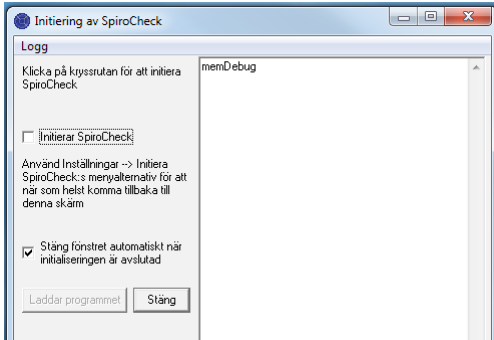 Initiering av SpiroCheck
Logg
Klicka på kryssrutan för att initiera
SpiroCheck
Initierar SpiroCheck
Använd Inställningar --> Initiera
SpiroCheck:s menyalternativ för att
när som helst komma tillbaka till
denna skärm
Stäng fönstret automatiskt när
initialiseringen är avslutad
Laddar programmet
Stäng
memDebug